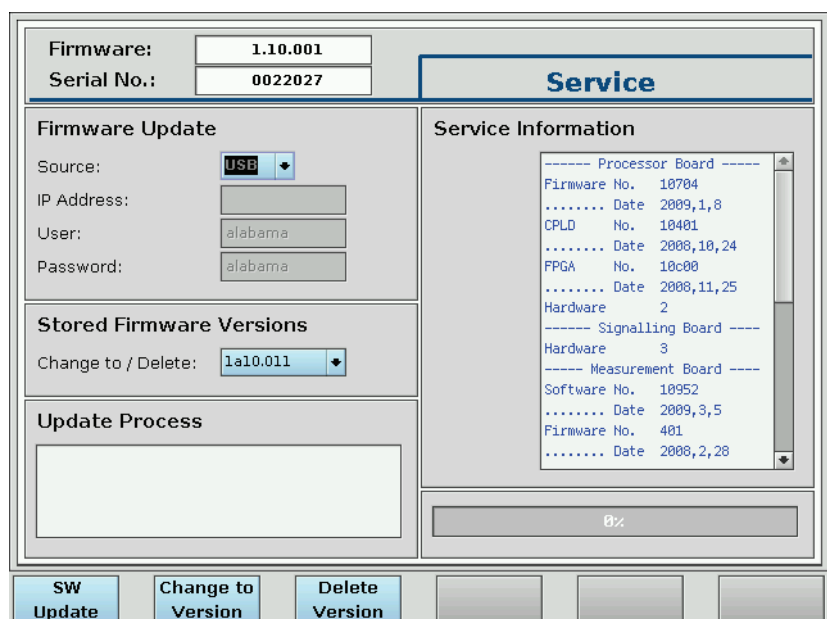 Firmware: 1.10.001
Serial No.: 0022027
Service
Firmware Update
Source: USB
IP Address:
User: alabama
Password: alabama
Stored Firmware Versions
Change to / Delete: 1a10.011
Update Process
Service Information
------ Processor Board -----
Firmware No. 10704
........ Date 2009,1,8
CPLD No. 10401
........ Date 2008,10,24
FPGA No. 10c00
........ Date 2008,11,25
Hardware 2
------ Signalling Board ----
Hardware 3
----- Measurement Board ----
Software No. 10952
........ Date 2009,3,5
Firmware No. 401
........ Date 2008,2,28
0%
SW Update
Change to Version
Delete Version